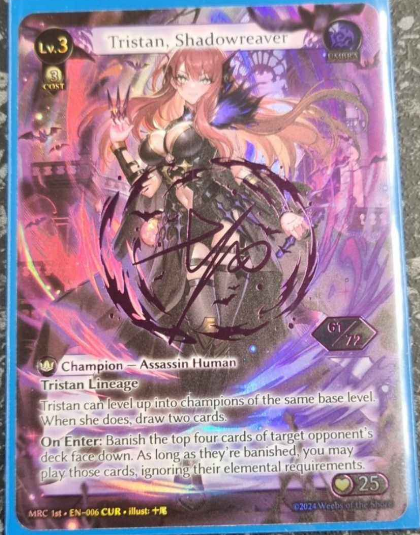 Lv.3
Tristan, Shadowreaver
3
COST
UMBRA
61/72
Champion — Assassin Human
Tristan Lineage
Tristan can level up into champions of the same base level.
When she does, draw two cards.
On Enter: Banish the top four cards of target opponent's
deck face down. As long as they're banished, you may
play those cards, ignoring their elemental requirements.
25
MRC 1st • EN-006 CUR • illust: 十尾
©2024 Weebs of the Shore